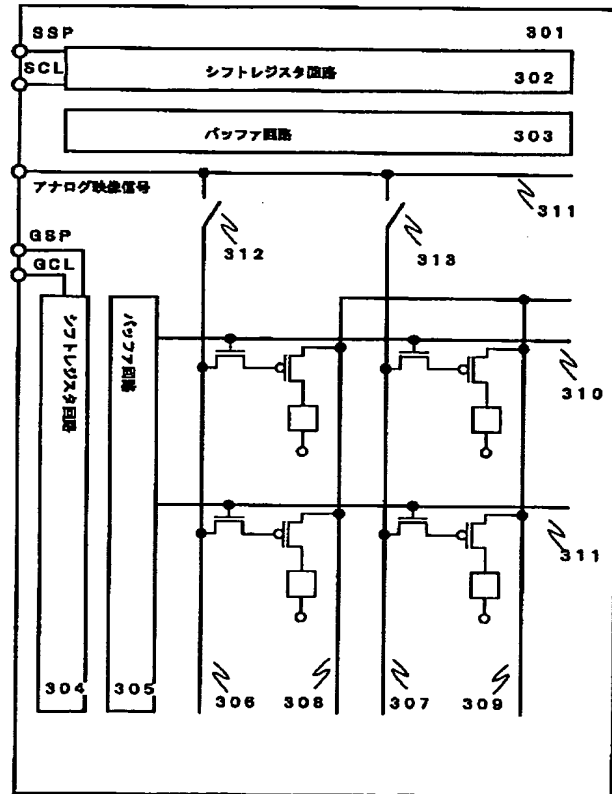 SSP
301
SCL
シフトレジスタ回路
302
バッファ回路
303
アナログ映像信号
311
GSP
312
313
GCL
シフトレジスタ回路
バッファ回路
310
311
304
305
306
308
307
309